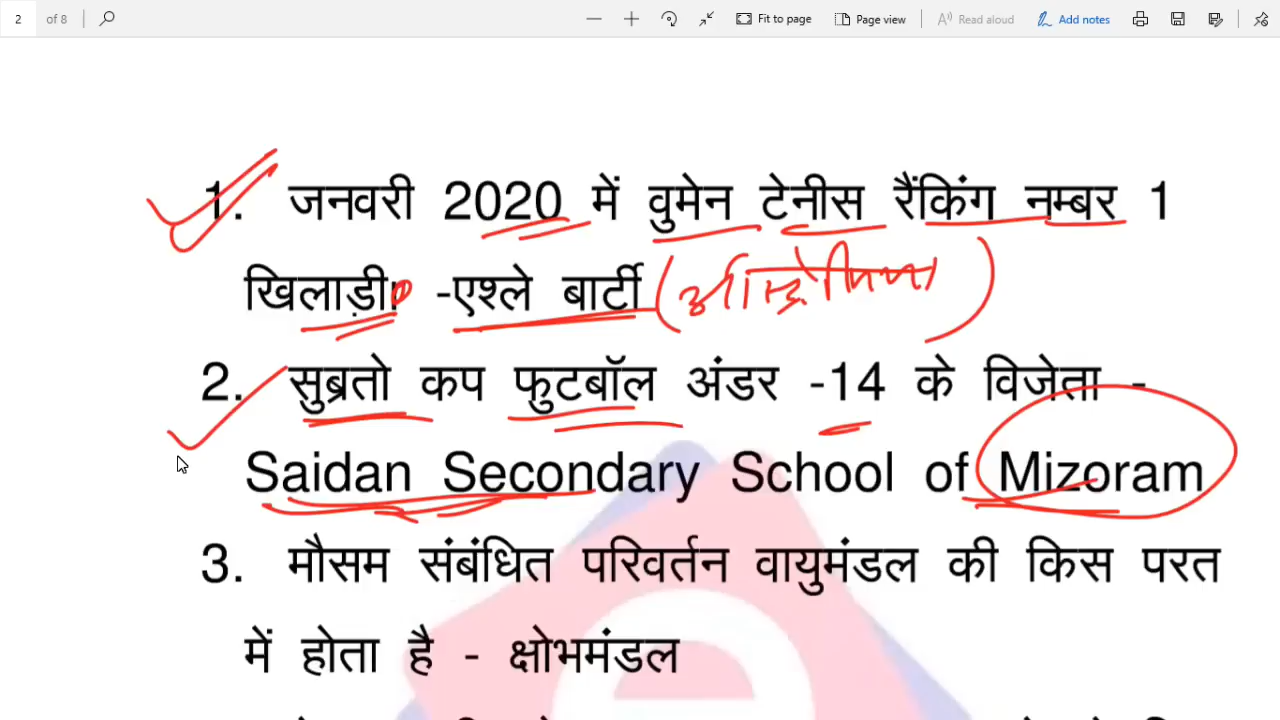 2 of 8 Fit to page Page view Read aloud Add notes
1. जनवरी 2020 में वुमेन टेनीस रैंकिंग नम्बर 1
खिलाड़ी -एश्ले बार्टी (ऑस्ट्रेलिया)
2. सुब्रतो कप फुटबॉल अंडर -14 के विजेता -
Saidan Secondary School of Mizoram
3. मौसम संबंधित परिवर्तन वायुमंडल की किस परत
में होता है - क्षोभमंडल